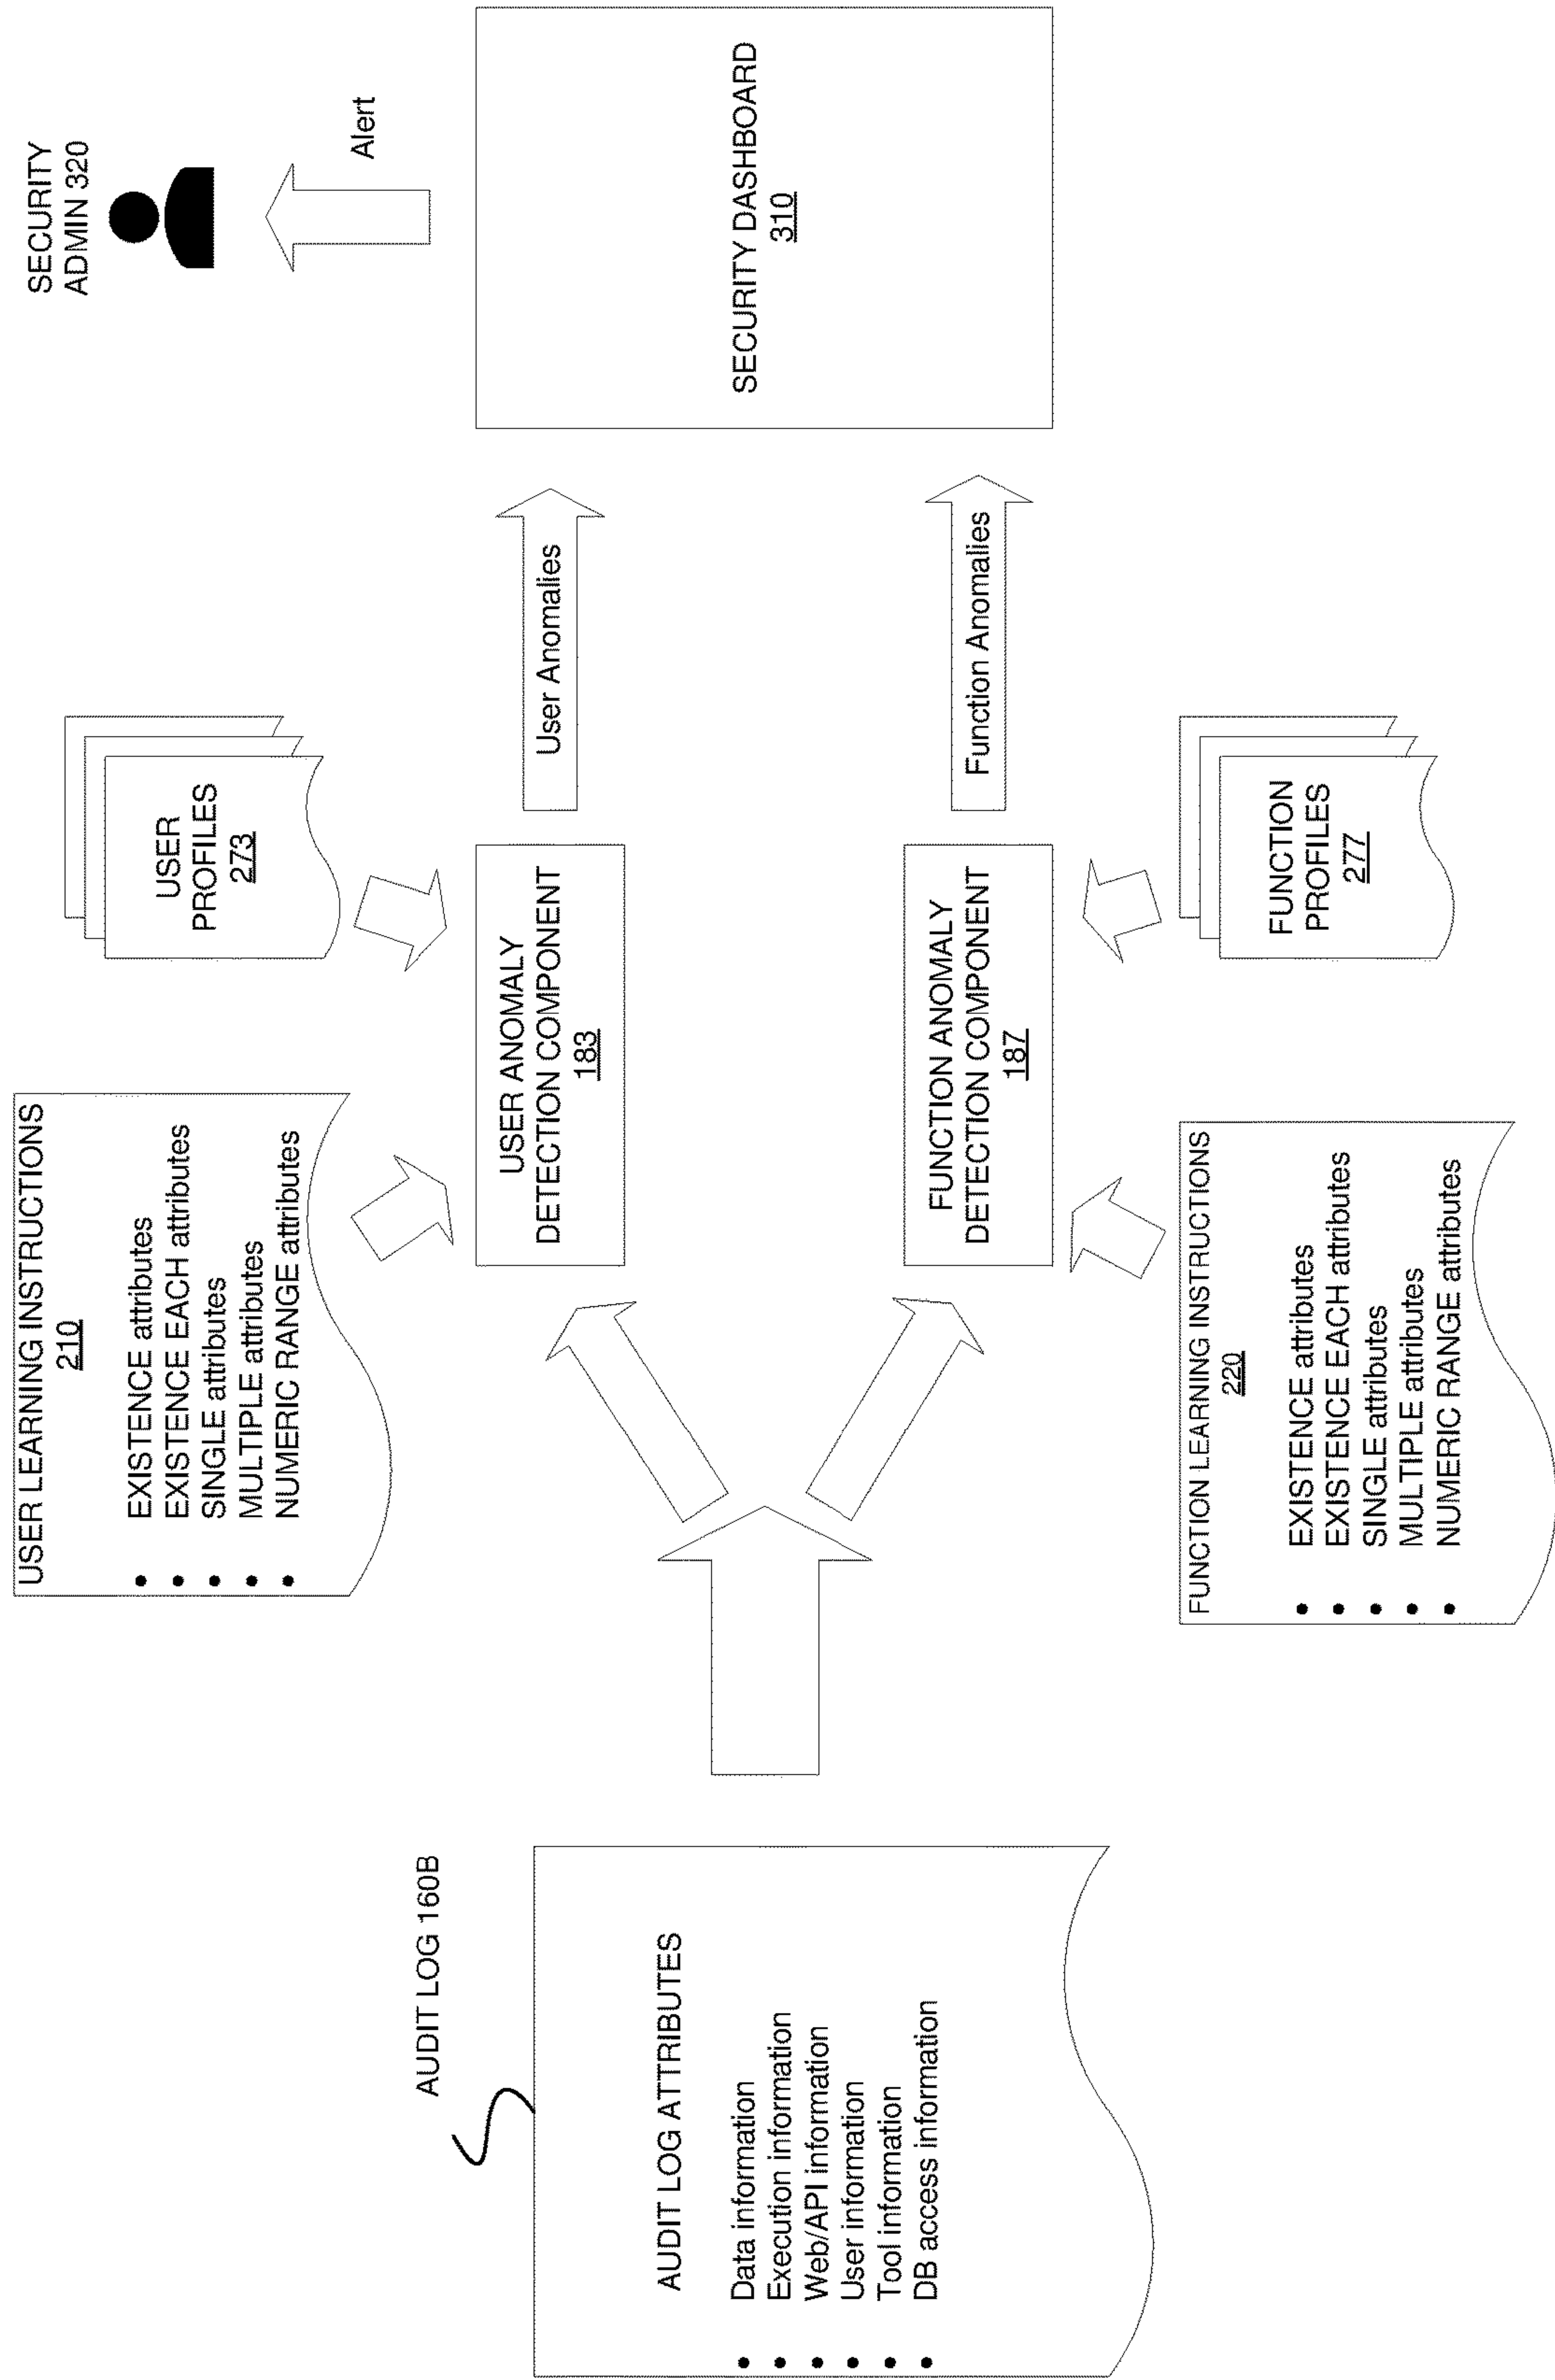 AUDIT LOG 160B
AUDIT LOG ATTRIBUTES
• Data information
• Execution information
• Web/API information
• User information
• Tool information
• DB access information
USER LEARNING INSTRUCTIONS
210
• EXISTENCE attributes
• EXISTENCE EACH attributes
• SINGLE attributes
• MULTIPLE attributes
• NUMERIC RANGE attributes
USER
PROFILES
273
USER ANOMALY
DETECTION COMPONENT
183
User Anomalies
FUNCTION ANOMALY
DETECTION COMPONENT
187
Function Anomalies
FUNCTION LEARNING INSTRUCTIONS
220
• EXISTENCE attributes
• EXISTENCE EACH attributes
• SINGLE attributes
• MULTIPLE attributes
• NUMERIC RANGE attributes
FUNCTION
PROFILES
277
SECURITY
ADMIN 320
Alert
SECURITY DASHBOARD
310